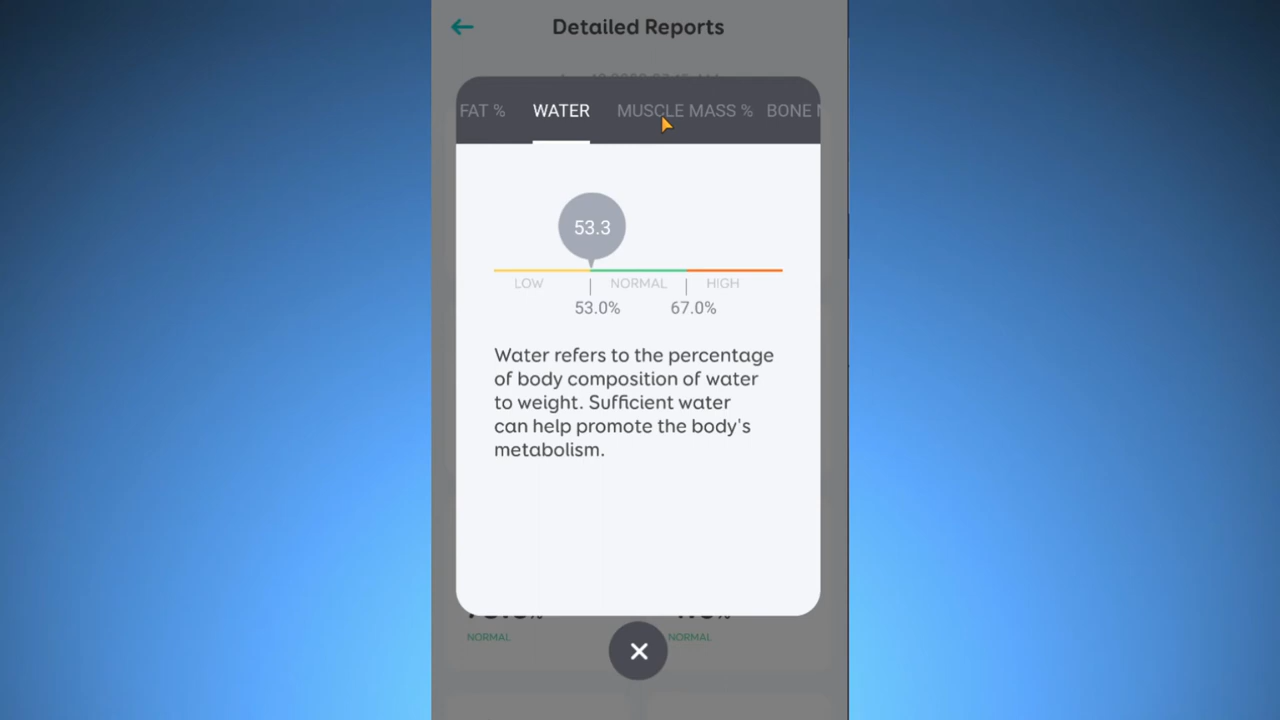 Detailed Reports
FAT % WATER MUSCLE MASS % BONE
53.3
LOW NORMAL HIGH
53.0% 67.0%
Water refers to the percentage
of body composition of water
to weight. Sufficient water
can help promote the body's
metabolism.
NORMAL NORMAL